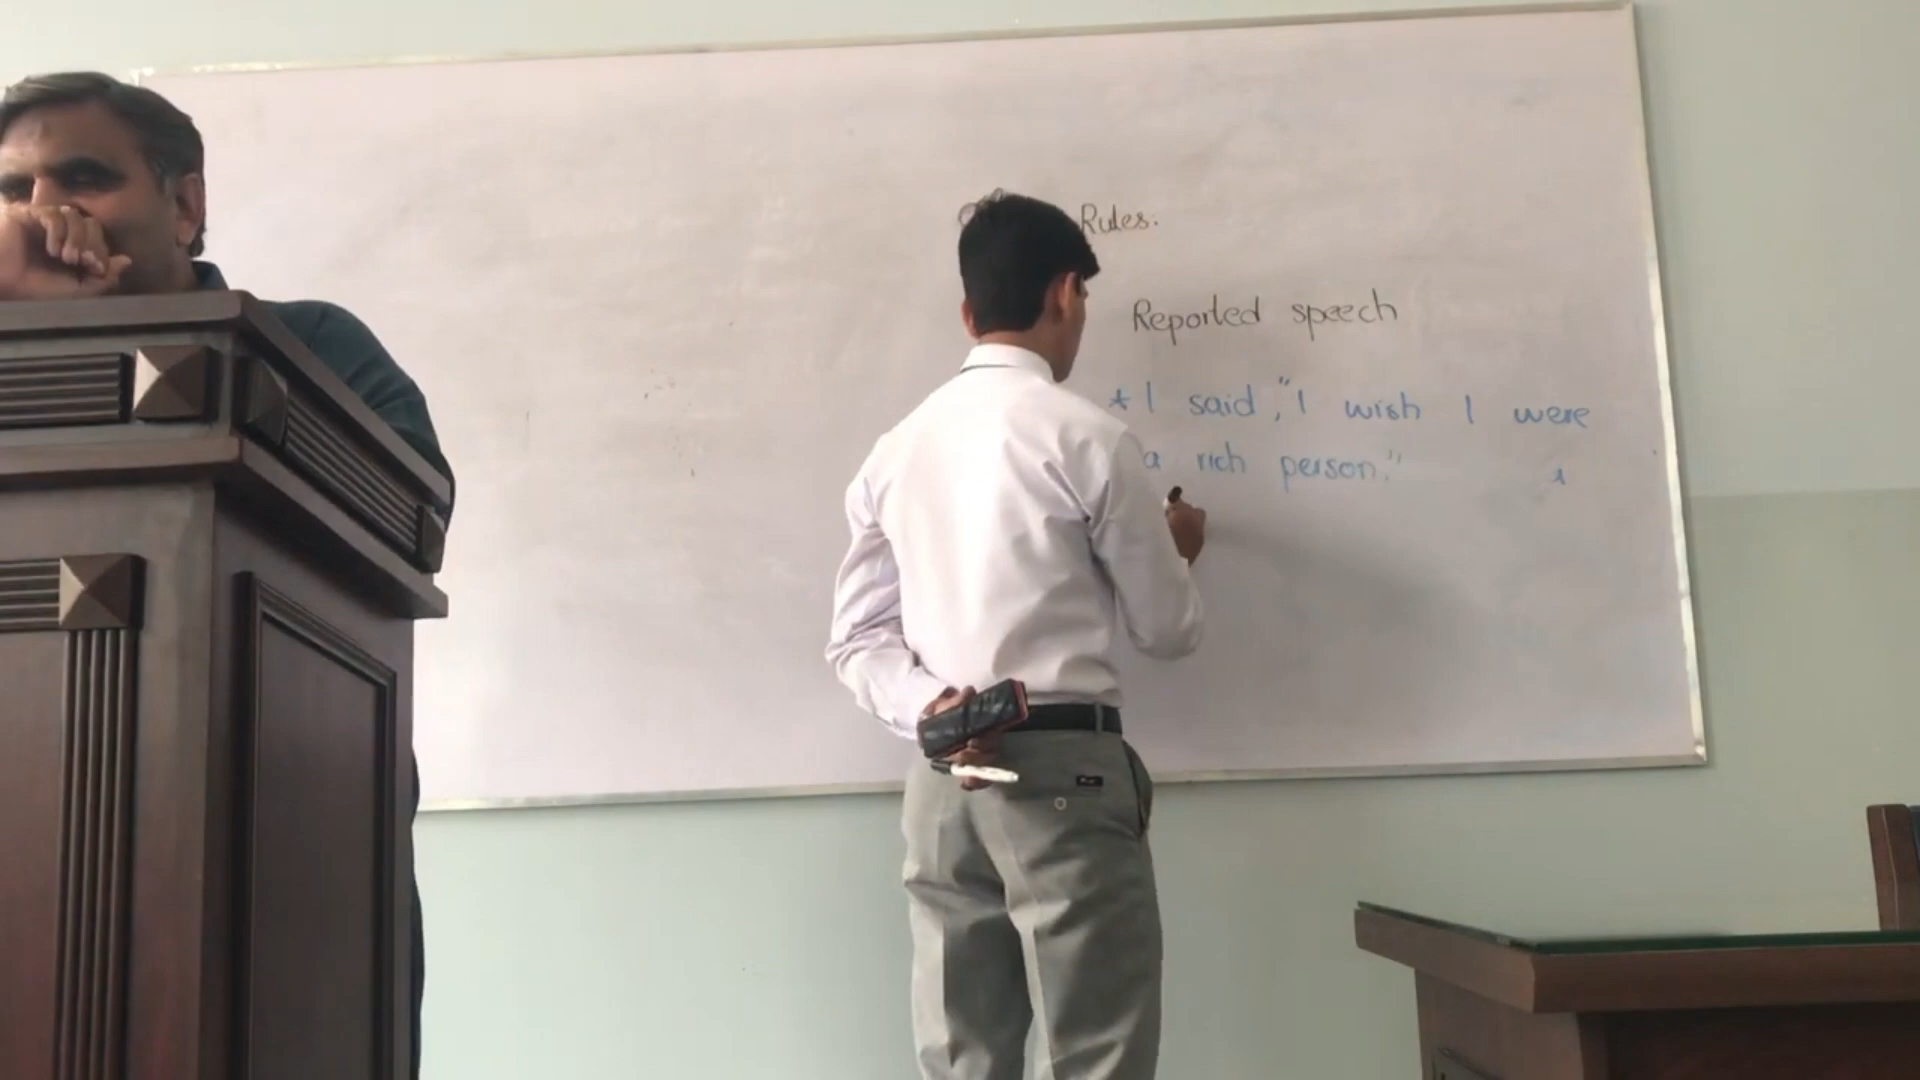 Rules:
Reported speech
* I said, "I wish I were
a rich person."